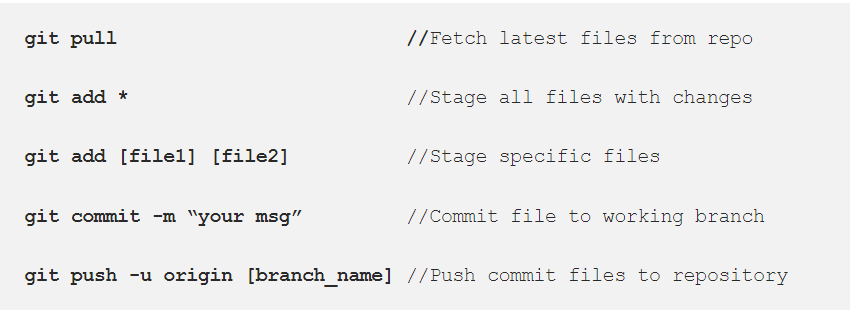 git pull //Fetch latest files from repo
git add * //Stage all files with changes
git add [file1] [file2] //Stage specific files
git commit -m “your msg” //Commit file to working branch
git push -u origin [branch_name] //Push commit files to repository